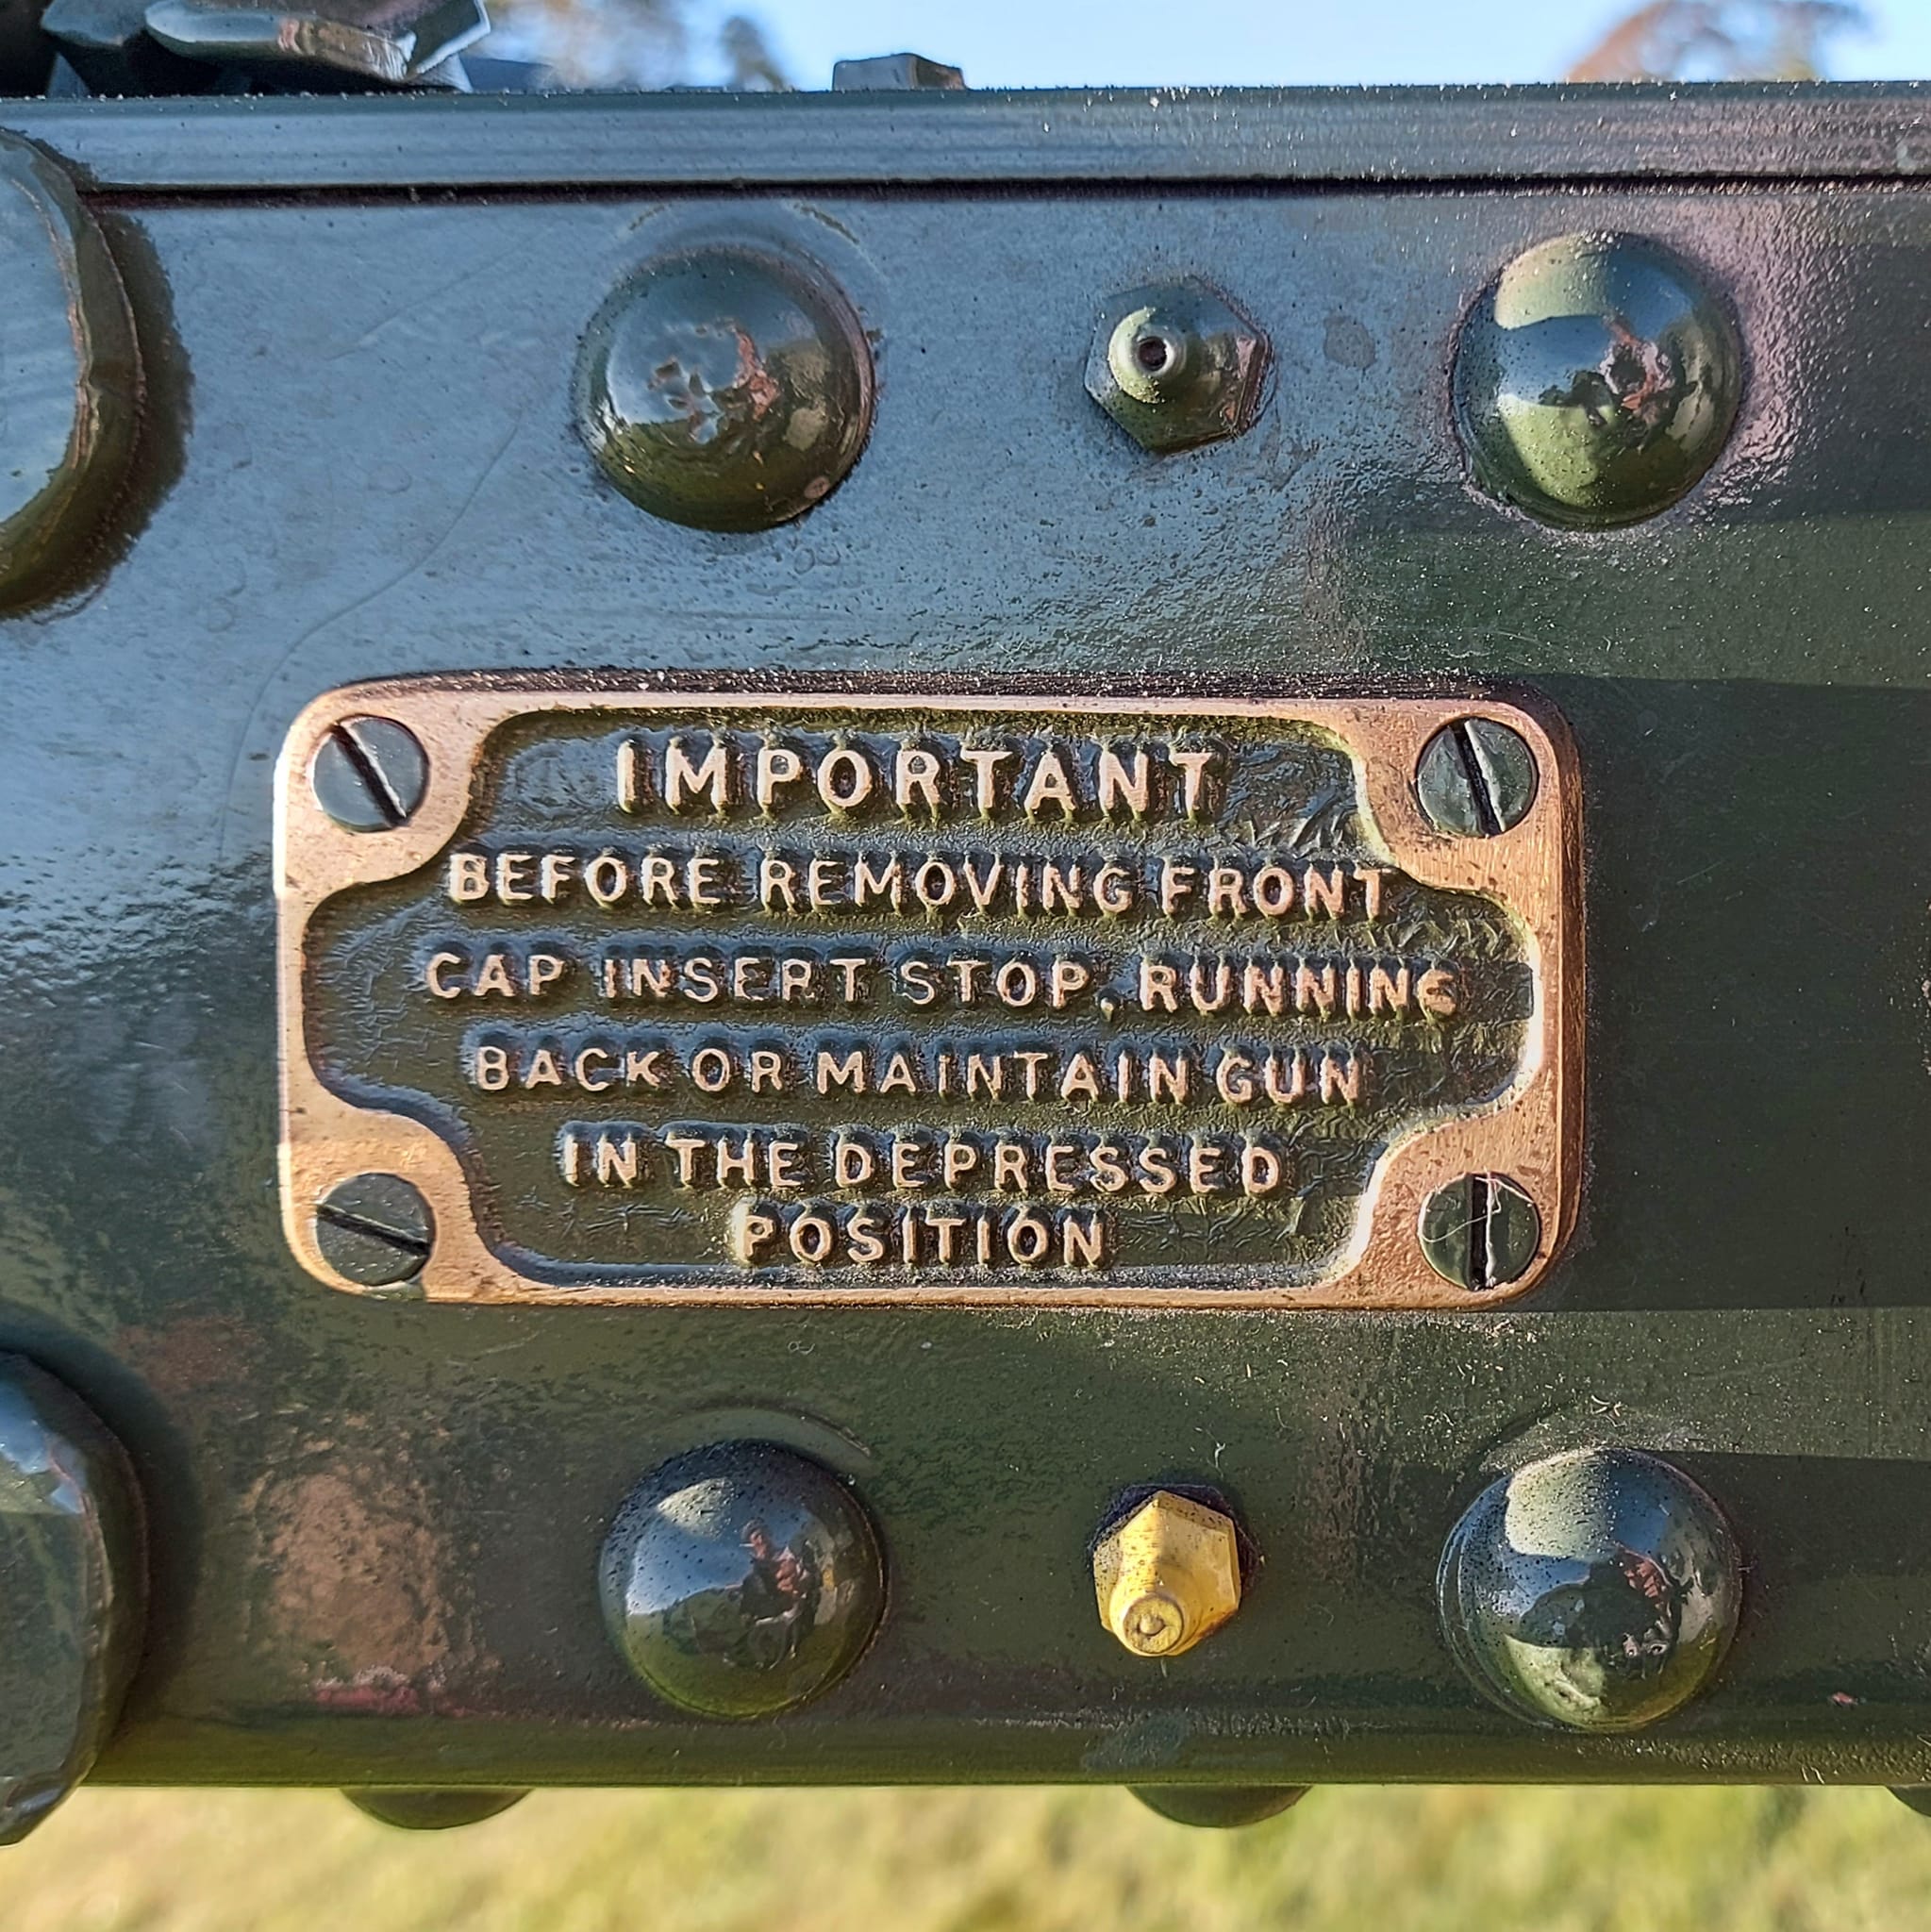 IMPORTANT
BEFORE REMOVING FRONT
CAP INSERT STOP, RUNNING
BACK OR MAINTAIN GUN
IN THE DEPRESSED
POSITION